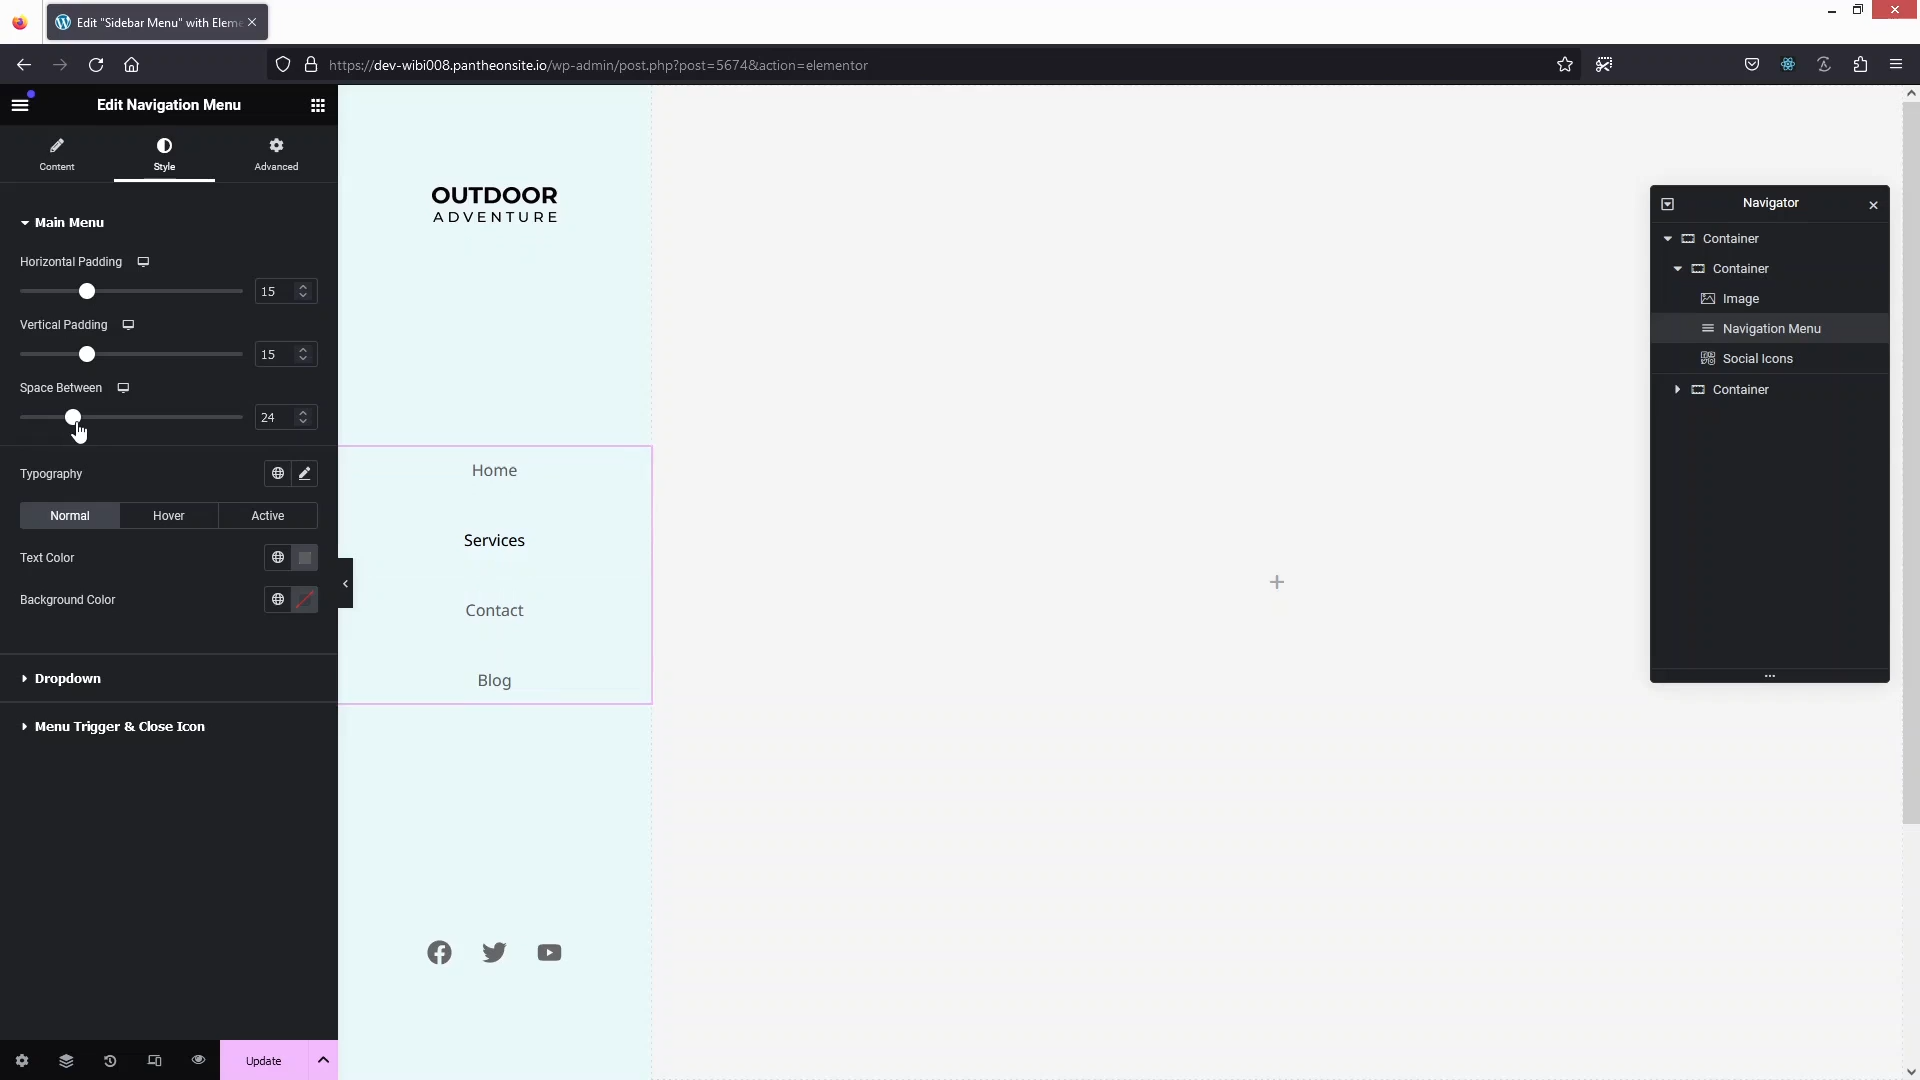 Edit "Sidebar Menu" with Eleme
https://dev-wibi008.pantheonsite.io/wp-admin/post.php?post=5674&action=elementor
Edit Navigation Menu
Content
Style
Advanced
Main Menu
Horizontal Padding
15
Vertical Padding
15
Space Between
24
Typography
Normal
Hover
Active
Text Color
Background Color
Dropdown
Menu Trigger & Close Icon
Update
OUTDOOR
ADVENTURE
Home
Services
Contact
Blog
Navigator
Container
Container
Image
Navigation Menu
Social Icons
Container